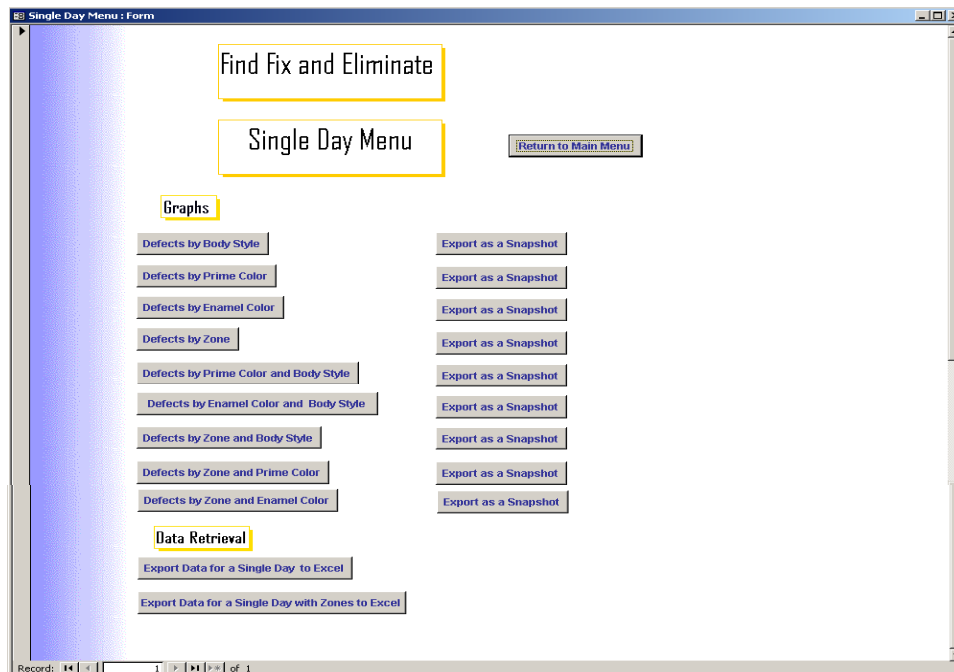 Single Day Menu : Form
Find Fix and Eliminate
Single Day Menu
Return to Main Menu
Graphs
Defects by Body Style Export as a Snapshot
Defects by Prime Color Export as a Snapshot
Defects by Enamel Color Export as a Snapshot
Defects by Zone Export as a Snapshot
Defects by Prime Color and Body Style Export as a Snapshot
Defects by Enamel Color and Body Style Export as a Snapshot
Defects by Zone and Body Style Export as a Snapshot
Defects by Zone and Prime Color Export as a Snapshot
Defects by Zone and Enamel Color Export as a Snapshot
Data Retrieval
Export Data for a Single Day to Excel
Export Data for a Single Day with Zones to Excel
Record: 1 of 1